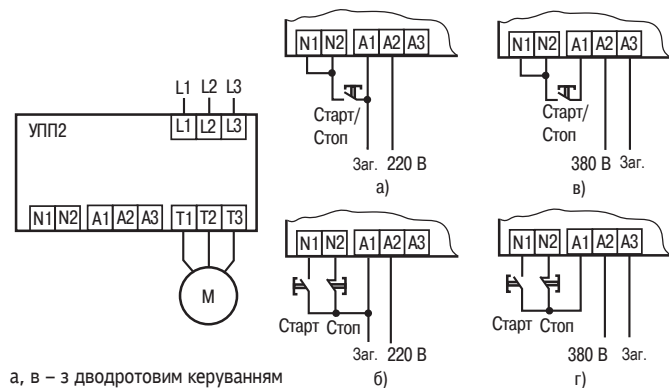 L1 L2 L3
УПП2
L1 L2 L3
N1 N2 A1 A2 A3 T1 T2 T3
M
N1 N2 A1 A2 A3
Старт/
Стоп
Заг. 220 В
а)
N1 N2 A1 A2 A3
Старт/
Стоп
380 В Заг.
в)
N1 N2 A1 A2 A3
Старт Стоп
Заг. 220 В
б)
N1 N2 A1 A2 A3
Старт Стоп
380 В Заг.
г)
а, в – з дводротовим керуванням